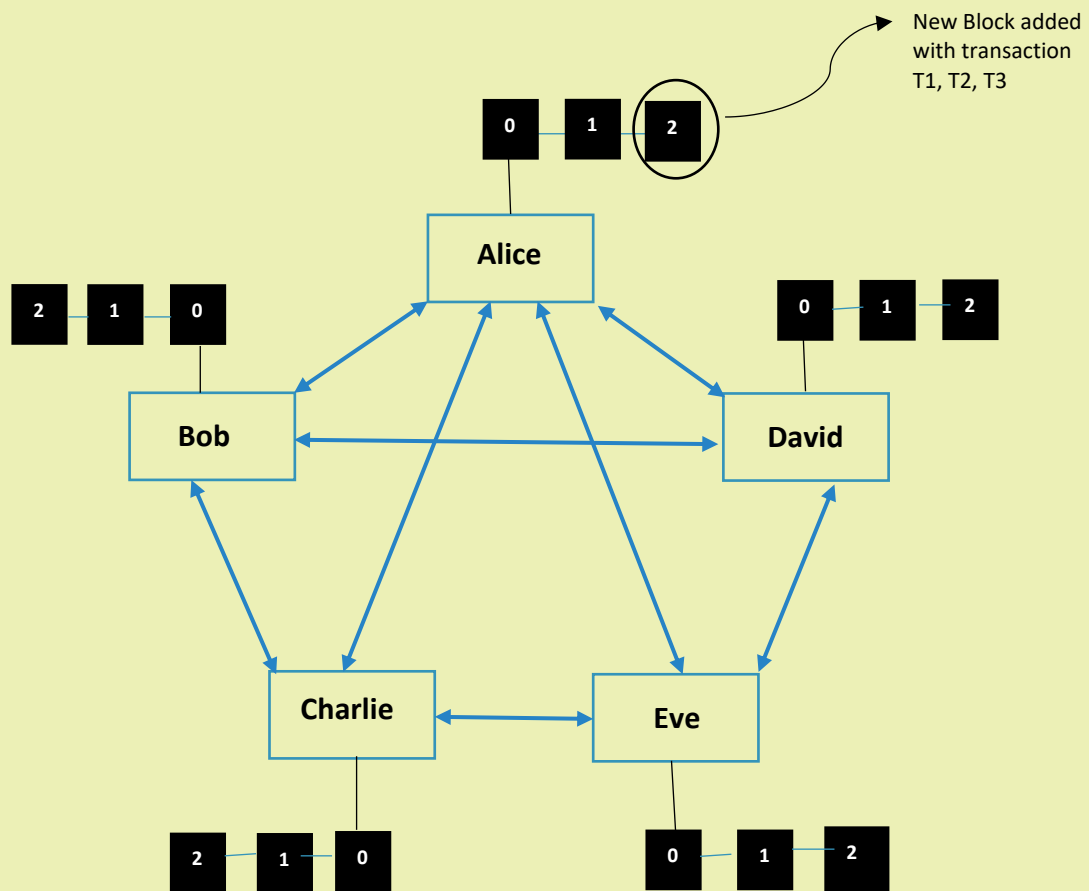 New Block added
with transaction
T1, T2, T3
0 1 2
Alice
2 1 0
0 1 2
Bob
David
Charlie
Eve
2 1 0
0 1 2